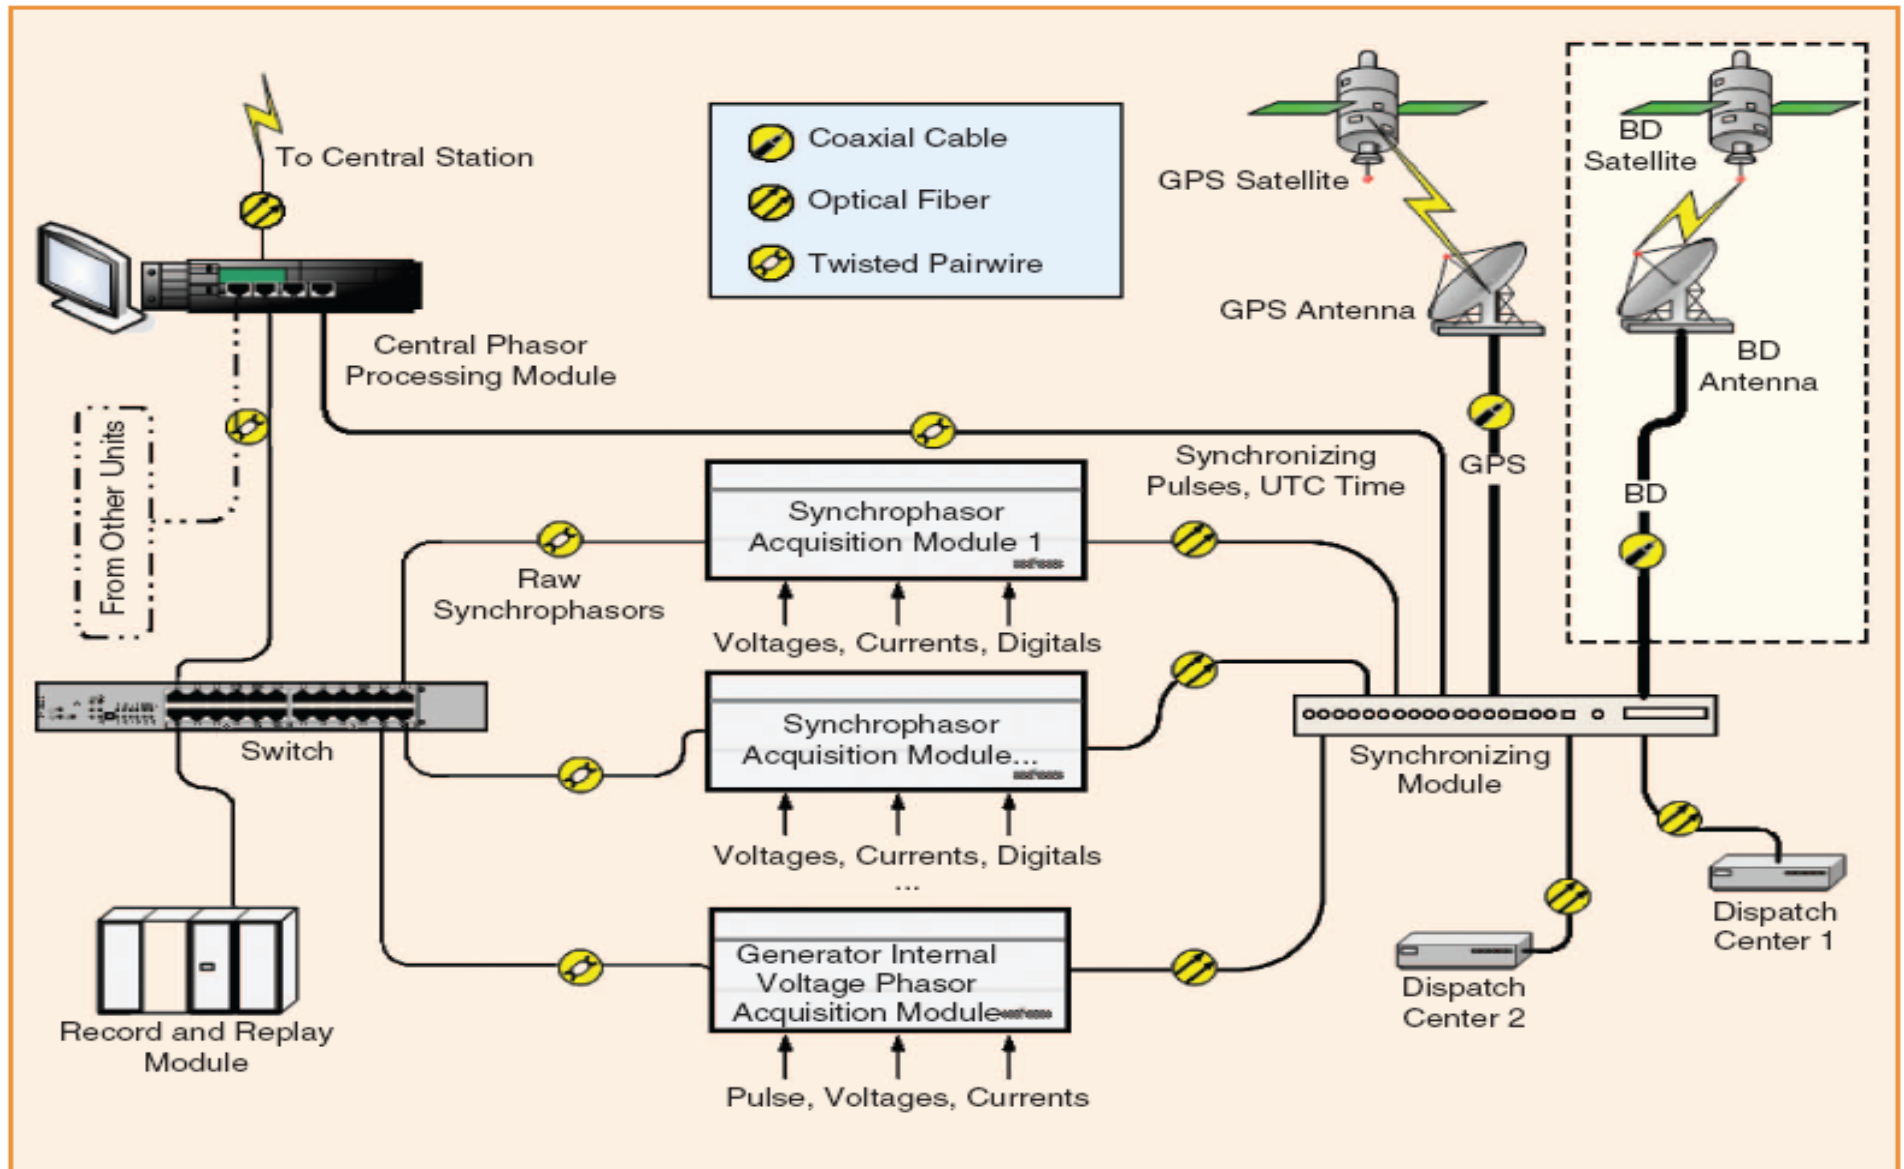 To Central Station
Coaxial Cable
Optical Fiber
Twisted Pairwire
GPS Satellite
BD
Satellite
GPS Antenna
BD
Antenna
Central Phasor
Processing Module
From Other Units
Synchronizing
Pulses, UTC Time
GPS
BD
Synchrophasor
Acquisition Module 1
Raw
Synchrophasors
Voltages, Currents, Digitals
Switch
Synchrophasor
Acquisition Module...
Synchronizing
Module
Voltages, Currents, Digitals
...
Dispatch
Center 1
Generator Internal
Voltage Phasor
Acquisition Module
Dispatch
Center 2
Record and Replay
Module
Pulse, Voltages, Currents